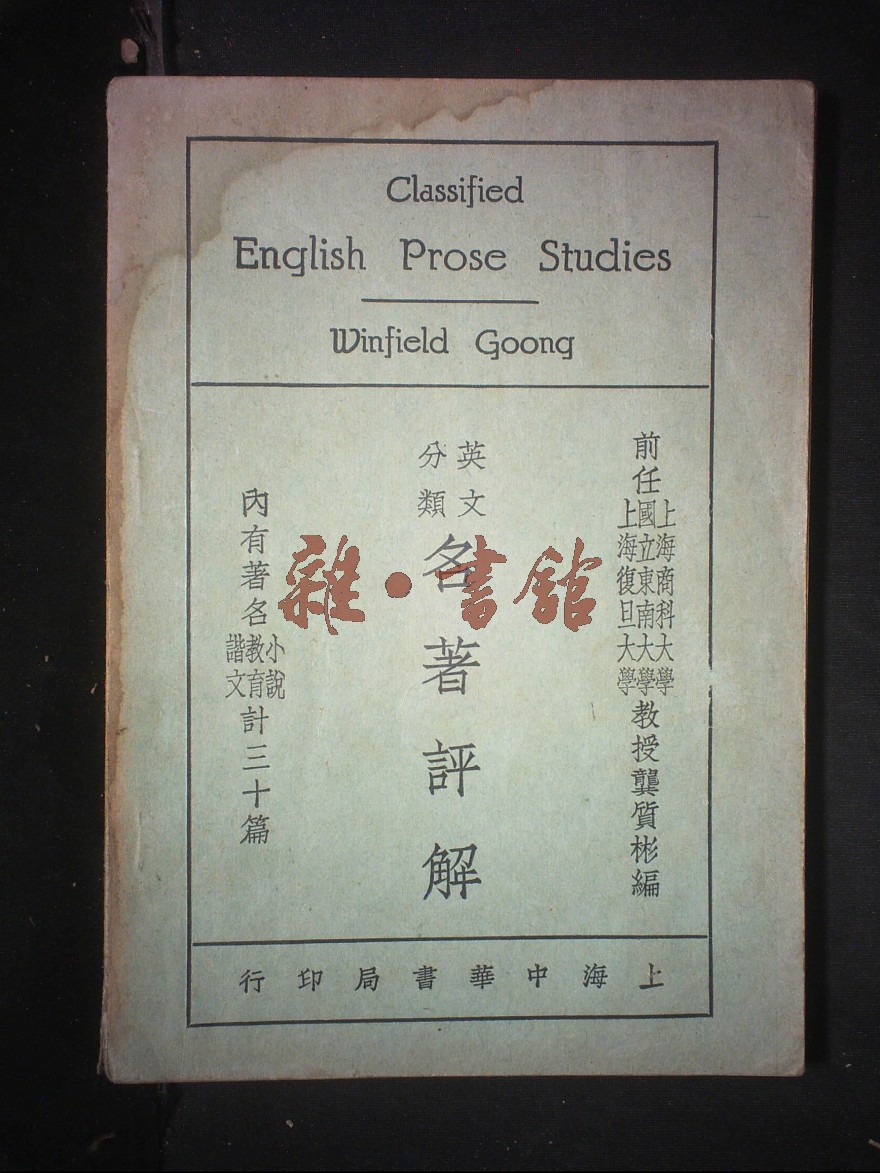 Classified
English Prose Studies
Winfield Goong
前任
上海商科大學
國立東南大學
上海復旦大學
教授龔質彬編
英文
分類
名著評解
內有著名
小說
教育
諧文
計三十篇
上海中華書局印行
雜·書館